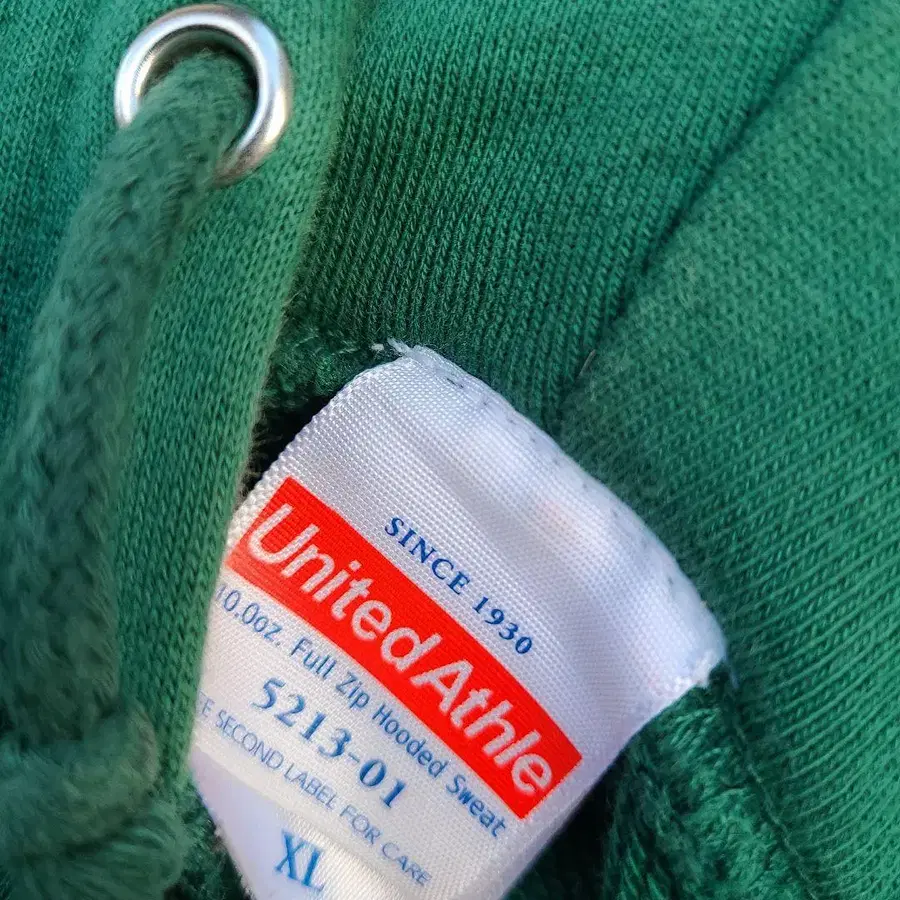 SINCE 1930
UnitedAthle
10.0oz. Full Zip Hooded Sweat
5213-01
SECOND LABEL FOR CARE
XL